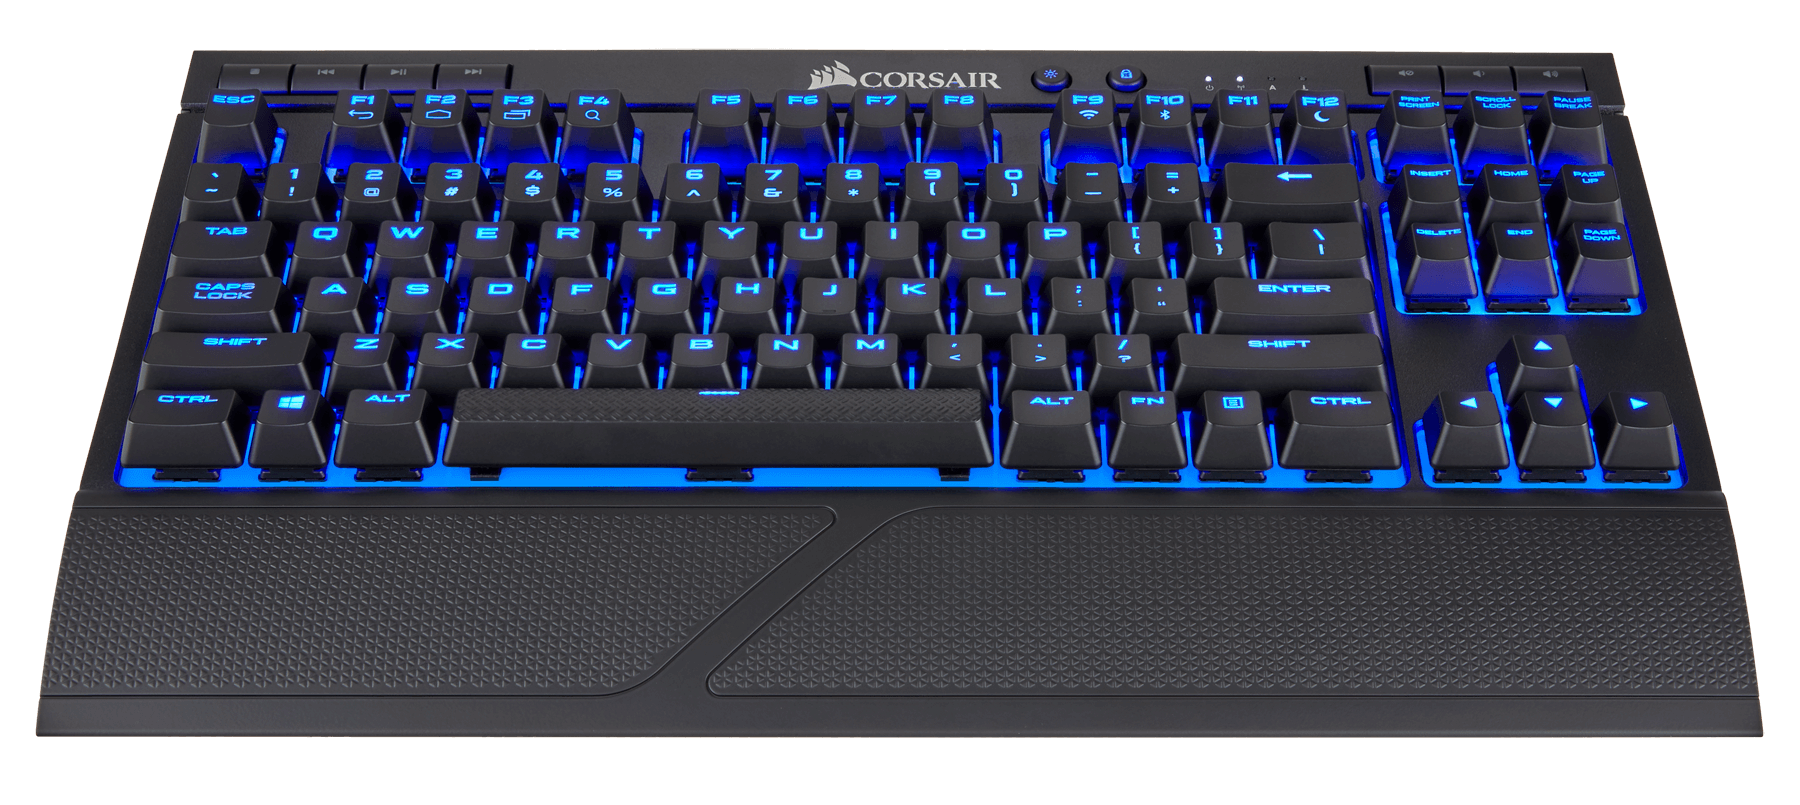 CORSAIR
A
ESC F1 F2 F3 F4 F5 F6 F7 F8 F9 F10 F11 F12 PRINT SCREEN SCROLL LOCK PAUSE BREAK
` 1 2 3 4 5 6 7 8 9 0 - =
~ ! @ # $ % ^ & * ( ) _ +
INSERT HOME PAGE UP
TAB Q W E R T Y U I O P [ ] \
{ } |
DELETE END PAGE DOWN
CAPS LOCK A S D F G H J K L ; ' ENTER
: "
SHIFT Z X C V B N M , . / SHIFT
< > ?
CTRL ALT ALT FN CTRL